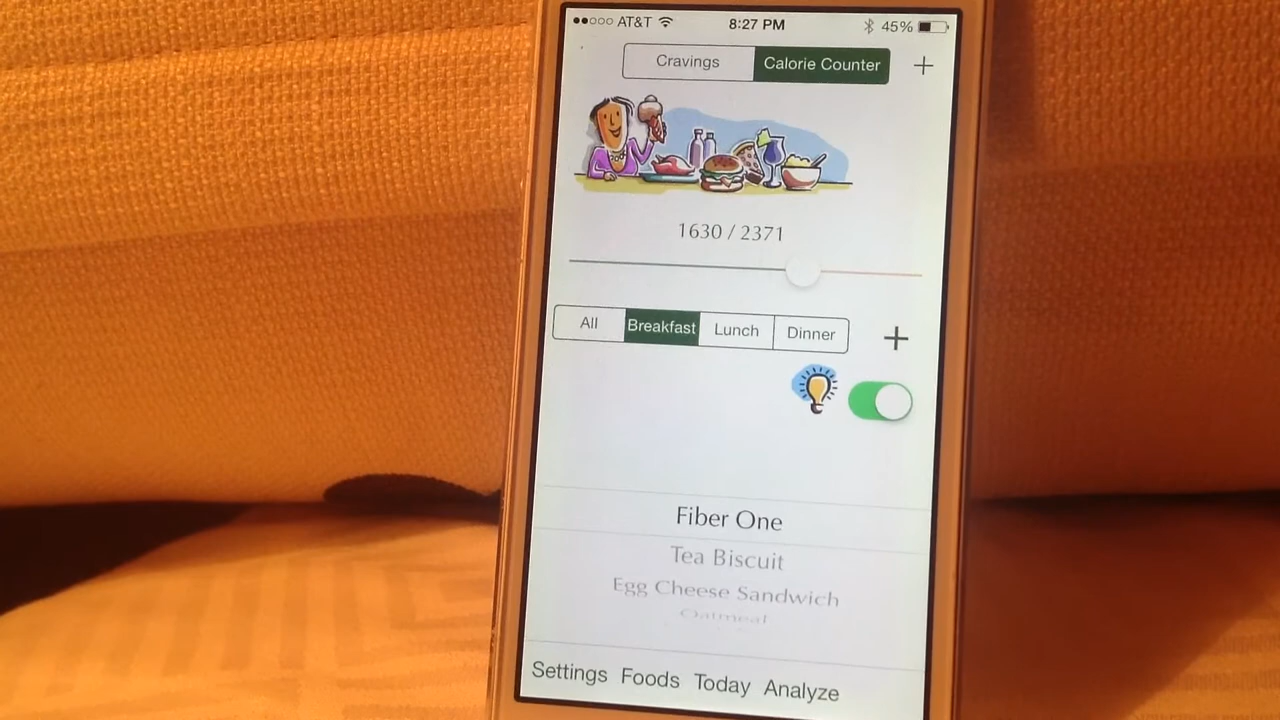 AT&T 8:27 PM 45%
Cravings Calorie Counter +
1630 / 2371
All Breakfast Lunch Dinner +
Fiber One
Tea Biscuit
Egg Cheese Sandwich
Oatmeal
Settings Foods Today Analyze